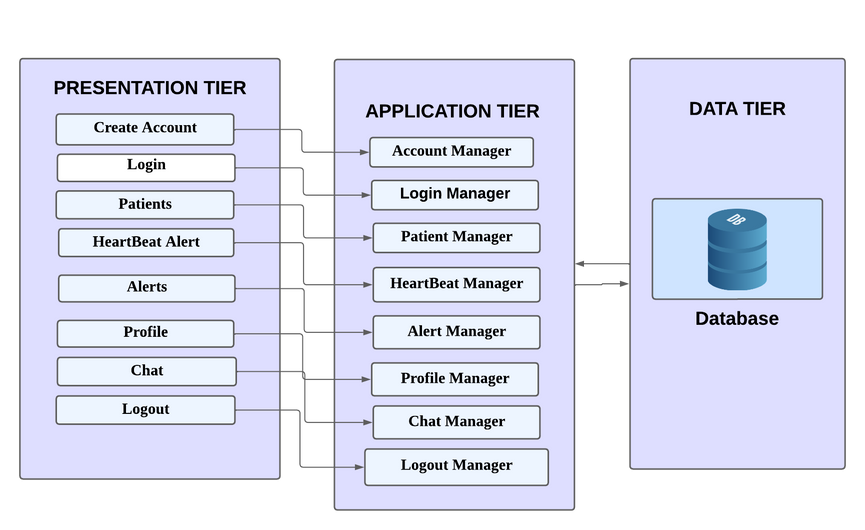 PRESENTATION TIER
Create Account
Login
Patients
HeartBeat Alert
Alerts
Profile
Chat
Logout
APPLICATION TIER
Account Manager
Login Manager
Patient Manager
HeartBeat Manager
Alert Manager
Profile Manager
Chat Manager
Logout Manager
DATA TIER
DB
Database